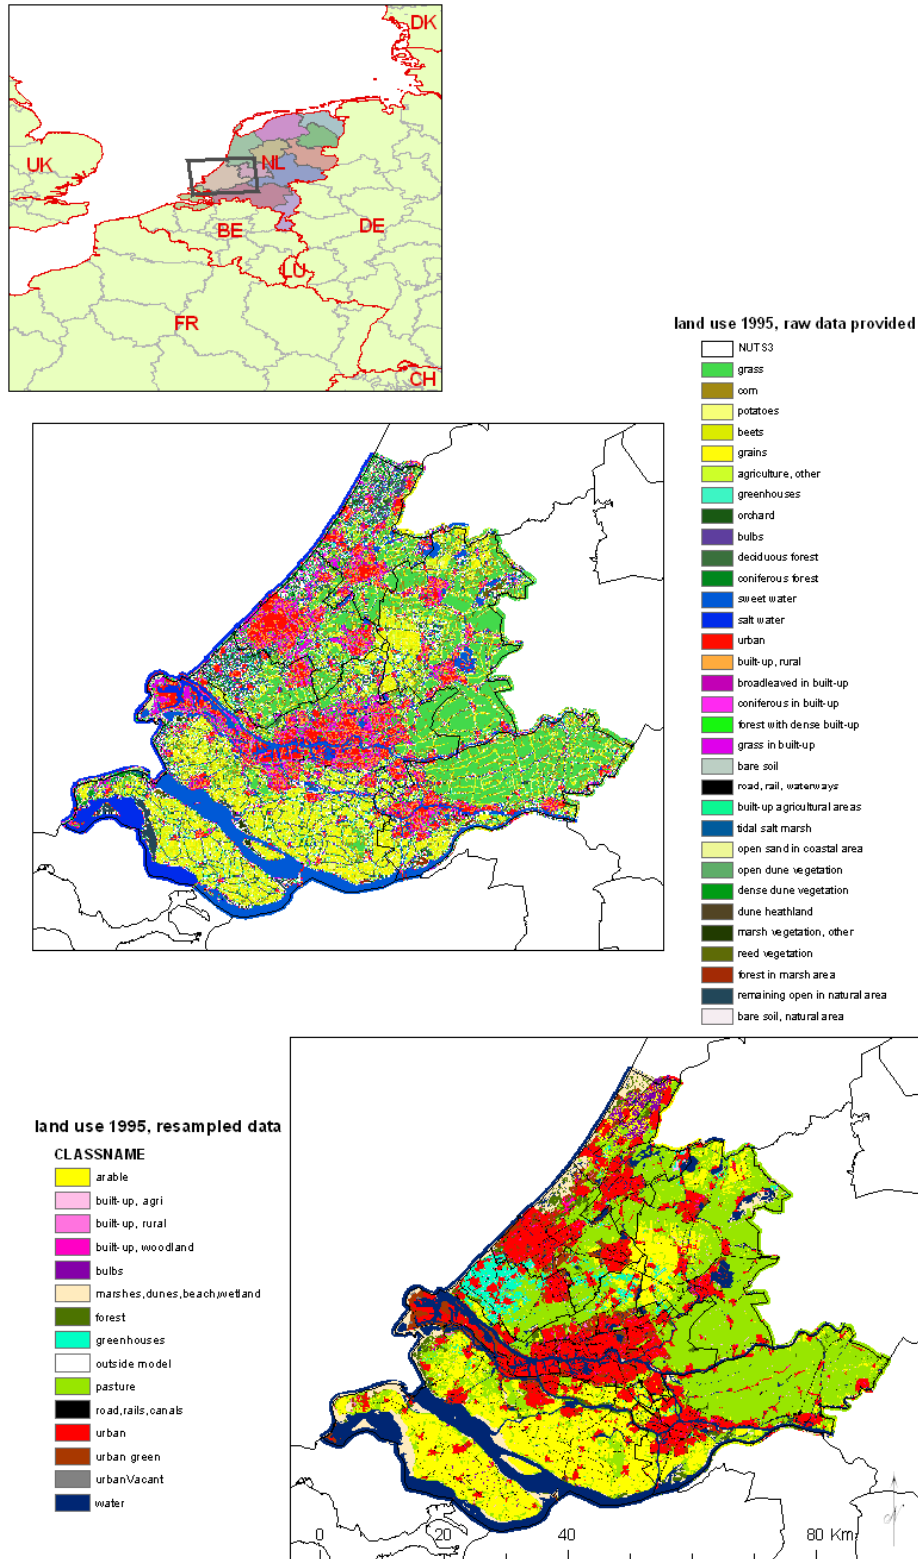 DK
UK
NL
BE
DE
LU
FR
CH
land use 1995, raw data provided
NUTS3
grass
corn
potatoes
beets
grains
agriculture, other
greenhouses
orchard
bulbs
deciduous forest
coniferous forest
sweet water
salt water
urban
built-up, rural
broadleaved in built-up
coniferous in built-up
forest with dense built-up
grass in built-up
bare soil
road, rail, waterways
built-up agricultural areas
tidal salt marsh
open sand in coastal area
open dune vegetation
dense dune vegetation
dune heathland
marsh vegetation, other
reed vegetation
forest in marsh area
remaining open in natural area
bare soil, natural area
land use 1995, resampled data
CLASSNAME
arable
built-up, agri
built-up, rural
built-up, woodland
bulbs
marshes,dunes,beach,wetland
forest
greenhouses
outside model
pasture
road,rails,canals
urban
urban green
urbanVacant
water
0 20 40 80 Km
N